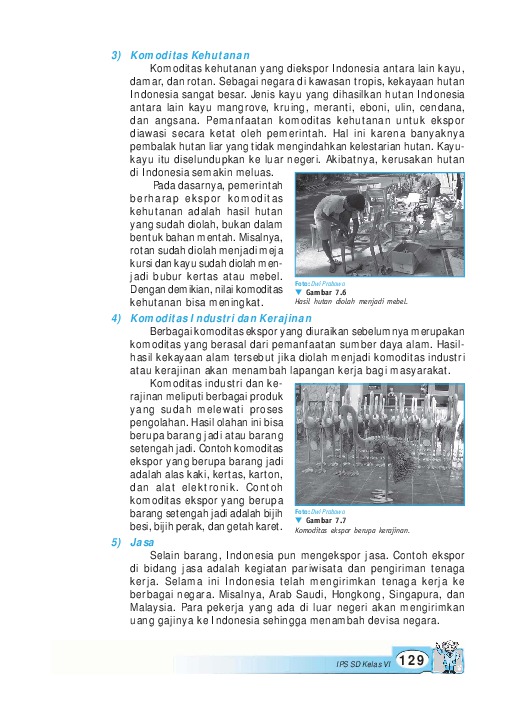 3) Komoditas Kehutanan
Komoditas kehutanan yang diekspor Indonesia antara lain kayu,
damar, dan rotan. Sebagai negara di kawasan tropis, kekayaan hutan
Indonesia sangat besar. Jenis kayu yang dihasilkan hutan Indonesia
antara lain kayu mangrove, kruing, meranti, eboni, ulin, cendana,
dan angsana. Pemanfaatan komoditas kehutanan untuk ekspor
diawasi secara ketat oleh pemerintah. Hal ini karena banyaknya
pembalak hutan liar yang tidak mengindahkan kelestarian hutan. Kayu-
kayu itu diselundupkan ke luar negeri. Akibatnya, kerusakan hutan
di Indonesia semakin meluas.
Pada dasarnya, pemerintah
berharap ekspor komoditas
kehutanan adalah hasil hutan
yang sudah diolah, bukan dalam
bentuk bahan mentah. Misalnya,
rotan sudah diolah menjadi meja
kursi dan kayu sudah diolah men-
jadi bubur kertas atau mebel.
Dengan demikian, nilai komoditas
kehutanan bisa meningkat.
Foto: Dwi Prabowo
▼ Gambar 7.6
Hasil hutan diolah menjadi mebel.
4) Komoditas Industri dan Kerajinan
Berbagai komoditas ekspor yang diuraikan sebelumnya merupakan
komoditas yang berasal dari pemanfaatan sumber daya alam. Hasil-
hasil kekayaan alam tersebut jika diolah menjadi komoditas industri
atau kerajinan akan menambah lapangan kerja bagi masyarakat.
Komoditas industri dan ke-
rajinan meliputi berbagai produk
yang sudah melewati proses
pengolahan. Hasil olahan ini bisa
berupa barang jadi atau barang
setengah jadi. Contoh komoditas
ekspor yang berupa barang jadi
adalah alas kaki, kertas, karton,
dan alat elektronik. Contoh
komoditas ekspor yang berupa
barang setengah jadi adalah bijih
besi, bijih perak, dan getah karet.
Foto: Dwi Prabowo
▼ Gambar 7.7
Komoditas ekspor berupa kerajinan.
5) Jasa
Selain barang, Indonesia pun mengekspor jasa. Contoh ekspor
di bidang jasa adalah kegiatan pariwisata dan pengiriman tenaga
kerja. Selama ini Indonesia telah mengirimkan tenaga kerja ke
berbagai negara. Misalnya, Arab Saudi, Hongkong, Singapura, dan
Malaysia. Para pekerja yang ada di luar negeri akan mengirimkan
uang gajinya ke Indonesia sehingga menambah devisa negara.
IPS SD Kelas VI 129